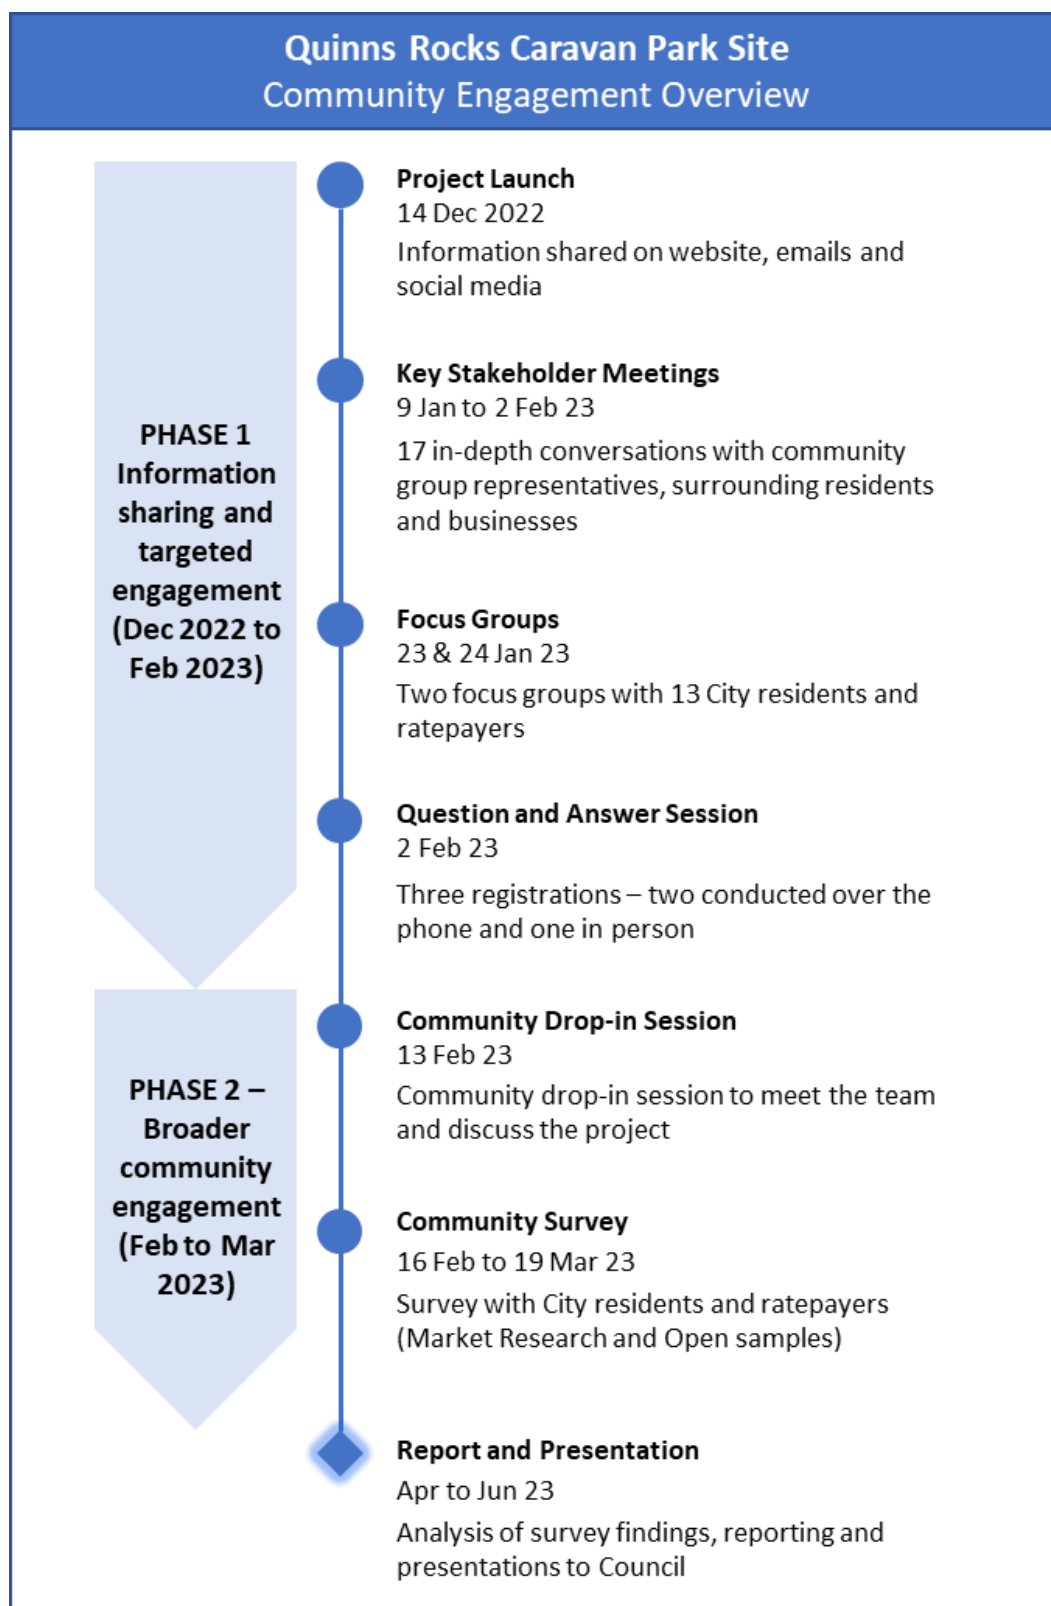 Quinns Rocks Caravan Park Site
Community Engagement Overview
PHASE 1
Information
sharing and
targeted
engagement
(Dec 2022 to
Feb 2023)
Project Launch
14 Dec 2022
Information shared on website, emails and
social media
Key Stakeholder Meetings
9 Jan to 2 Feb 23
17 in-depth conversations with community
group representatives, surrounding residents
and businesses
Focus Groups
23 & 24 Jan 23
Two focus groups with 13 City residents and
ratepayers
Question and Answer Session
2 Feb 23
Three registrations – two conducted over the
phone and one in person
PHASE 2 –
Broader
community
engagement
(Feb to Mar
2023)
Community Drop-in Session
13 Feb 23
Community drop-in session to meet the team
and discuss the project
Community Survey
16 Feb to 19 Mar 23
Survey with City residents and ratepayers
(Market Research and Open samples)
Report and Presentation
Apr to Jun 23
Analysis of survey findings, reporting and
presentations to Council